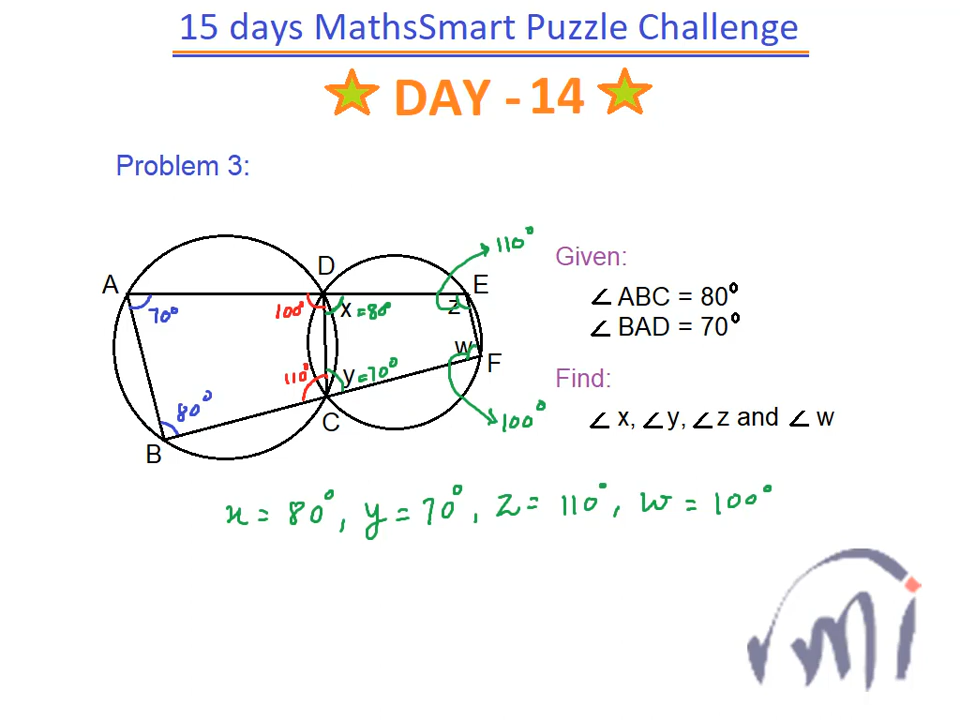 15 days MathsSmart Puzzle Challenge
DAY - 14
Problem 3:
110°
D
A
E
Given:
∠ ABC = 80°
70°
100°
x = 80°
z
∠ BAD = 70°
w
F
110°
y = 70°
Find:
80°
C
100°
∠ x, ∠ y, ∠ z and ∠ w
B
x = 80°, y = 70°, z = 110°, w = 100°
mi